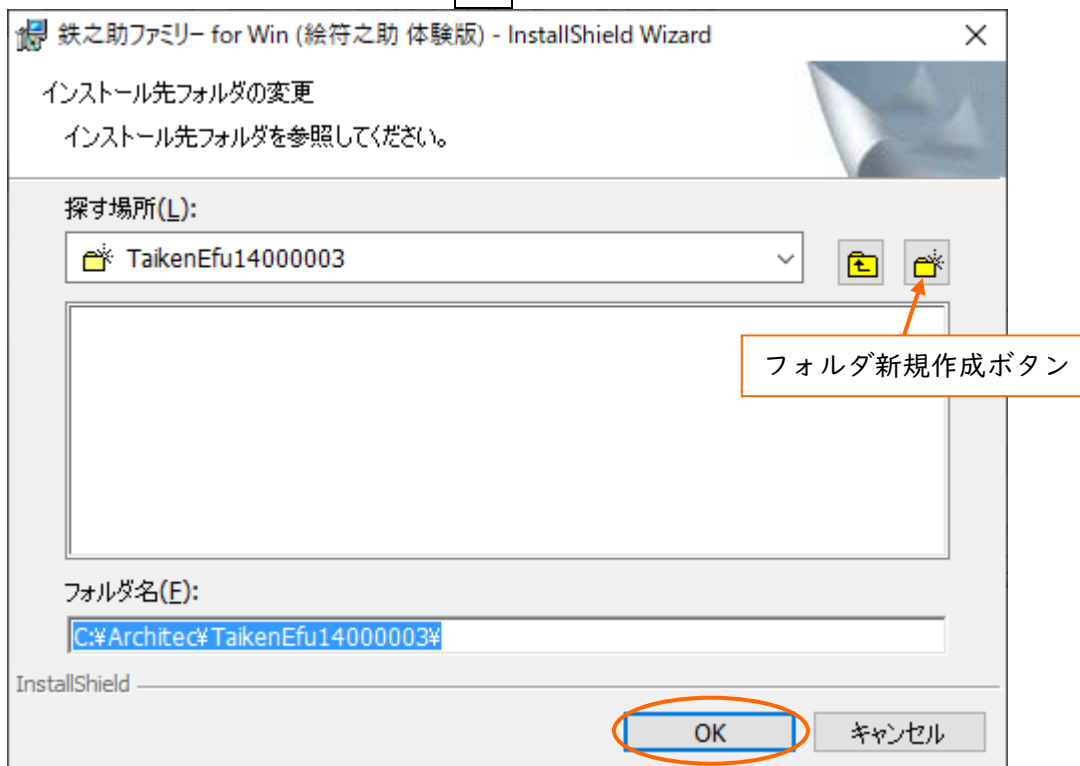 鉄之助ファミリー for Win (絵符之助 体験版) - InstallShield Wizard
インストール先フォルダの変更
インストール先フォルダを参照してください。
探す場所(L):
TaikenEfu14000003
フォルダ新規作成ボタン
フォルダ名(F):
C:¥Architec¥TaikenEfu14000003¥
InstallShield
OK
キャンセル